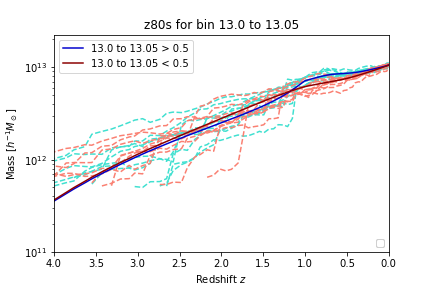 z80s for bin 13.0 to 13.05
13.0 to 13.05 > 0.5
13.0 to 13.05 < 0.5
Mass [h⁻¹M☉]
10¹³
10¹²
10¹¹
4.0 3.5 3.0 2.5 2.0 1.5 1.0 0.5 0.0
Redshift z